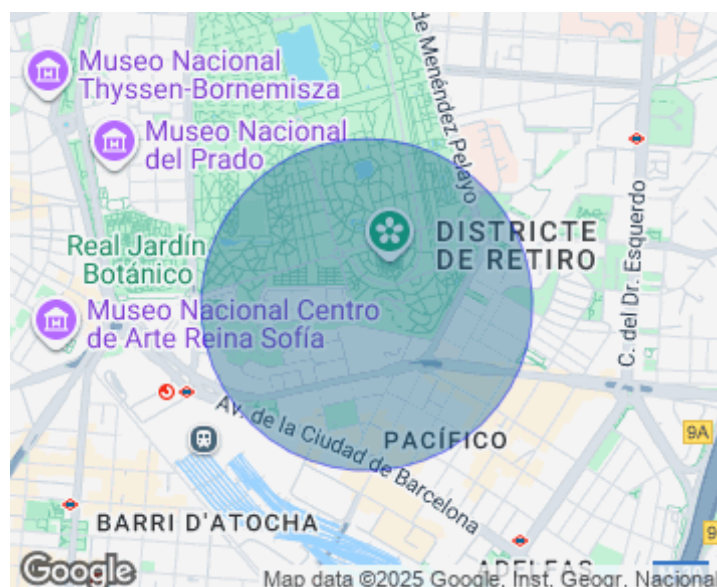 Museo Nacional
Thyssen-Bornemisza
de Menéndez Pelayo
Museo Nacional
del Prado
Real Jardín
Botánico
DISTRICTE
DE RETIRO
C. del Dr. Esquerdo
Museo Nacional Centro
de Arte Reina Sofía
Av. de la Ciudad de Barcelona
PACÍFICO
9A
BARRI D'ATOCHA
ADELFAS
Google
Map data ©2025 Google, Inst. Geogr. Naciona